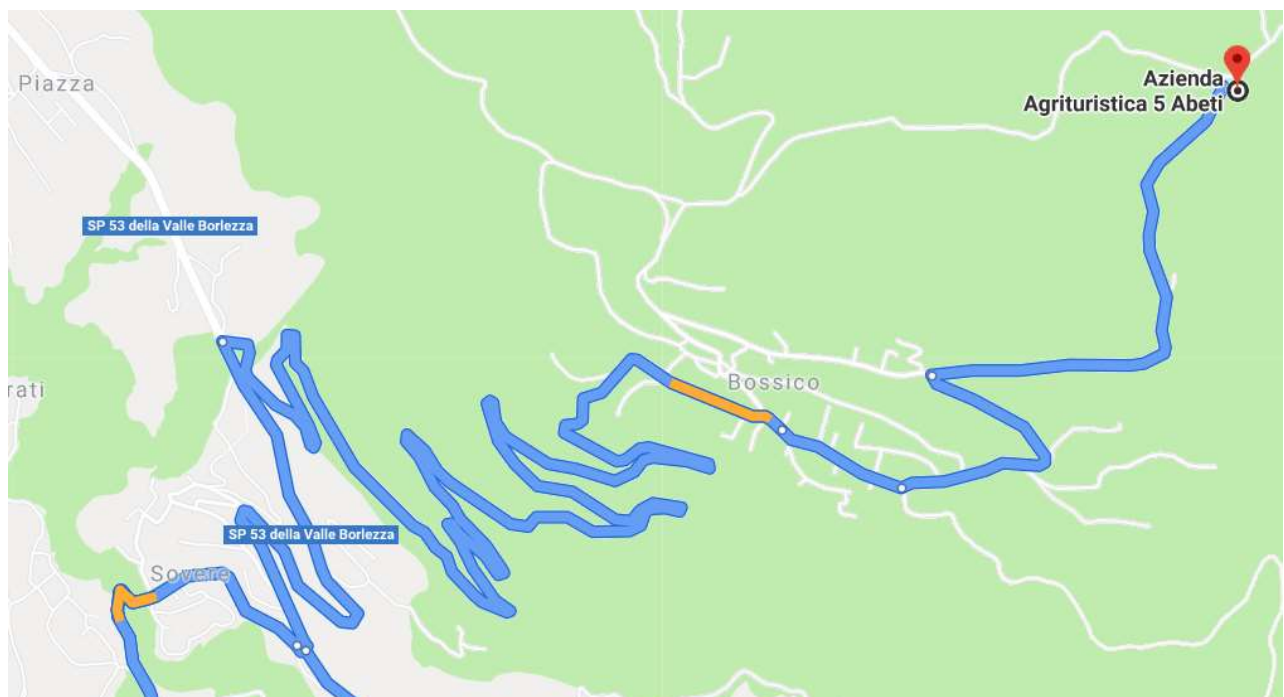 Piazza
Azienda
Agrituristica 5 Abeti
SP 53 della Valle Borlezza
rati
Bossico
SP 53 della Valle Borlezza
Sovere